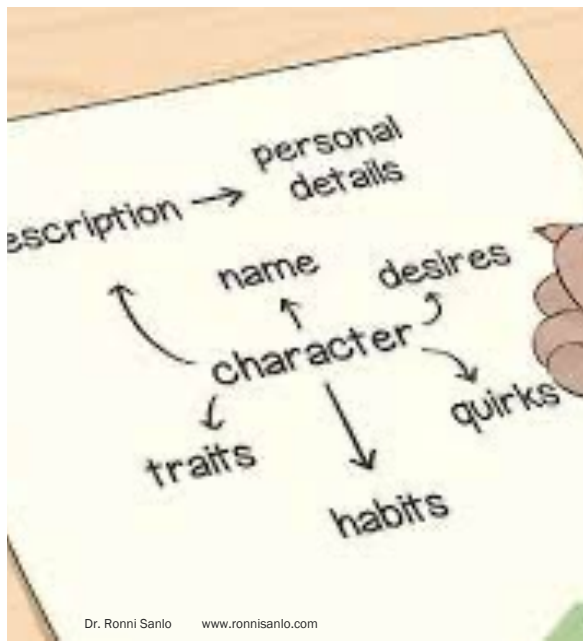 personal
details
escription →
name
desires
character
quirks
traits
habits
Dr. Ronni Sanlo www.ronnisanlo.com